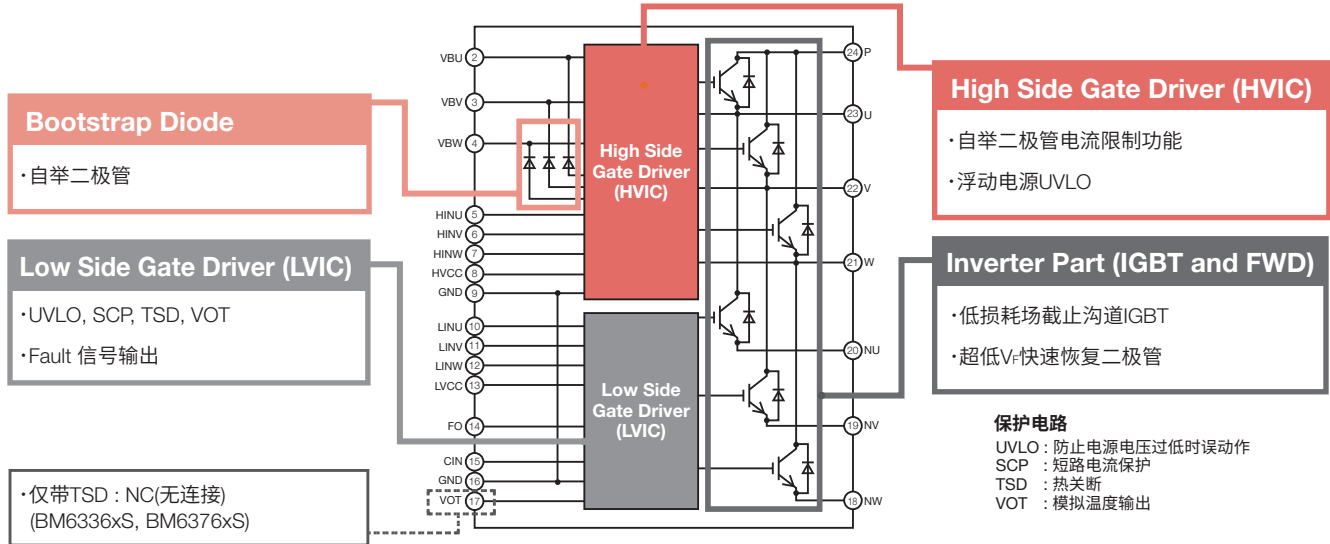 Bootstrap Diode
·自举二极管
Low Side Gate Driver (LVIC)
·UVLO, SCP, TSD, VOT
·Fault 信号输出
·仅带TSD : NC(无连接)
(BM6336xS, BM6376xS)
VBU 2
VBV 3
VBW 4
HINU 5
HINV 6
HINW 7
HVCC 8
GND 9
LINU 10
LINV 11
LINW 12
LVCC 13
FO 14
CIN 15
GND 16
VOT 17
High Side
Gate Driver
(HVIC)
Low Side
Gate Driver
(LVIC)
24 P
23 U
22 V
21 W
20 NU
19 NV
18 NW
High Side Gate Driver (HVIC)
·自举二极管电流限制功能
·浮动电源UVLO
Inverter Part (IGBT and FWD)
·低损耗场截止沟道IGBT
·超低VF快速恢复二极管
保护电路
UVLO : 防止电源电压过低时误动作
SCP : 短路电流保护
TSD : 热关断
VOT : 模拟温度输出